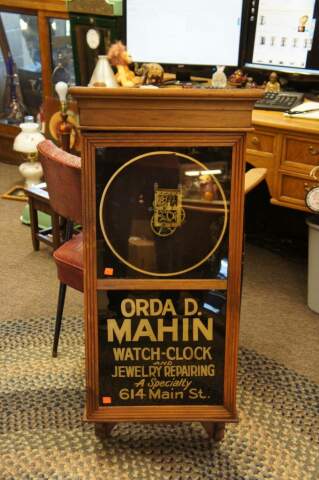 ORDA D.
MAHIN
WATCH-CLOCK
AND
JEWELRY REPAIRING
A Specialty
614 Main St.